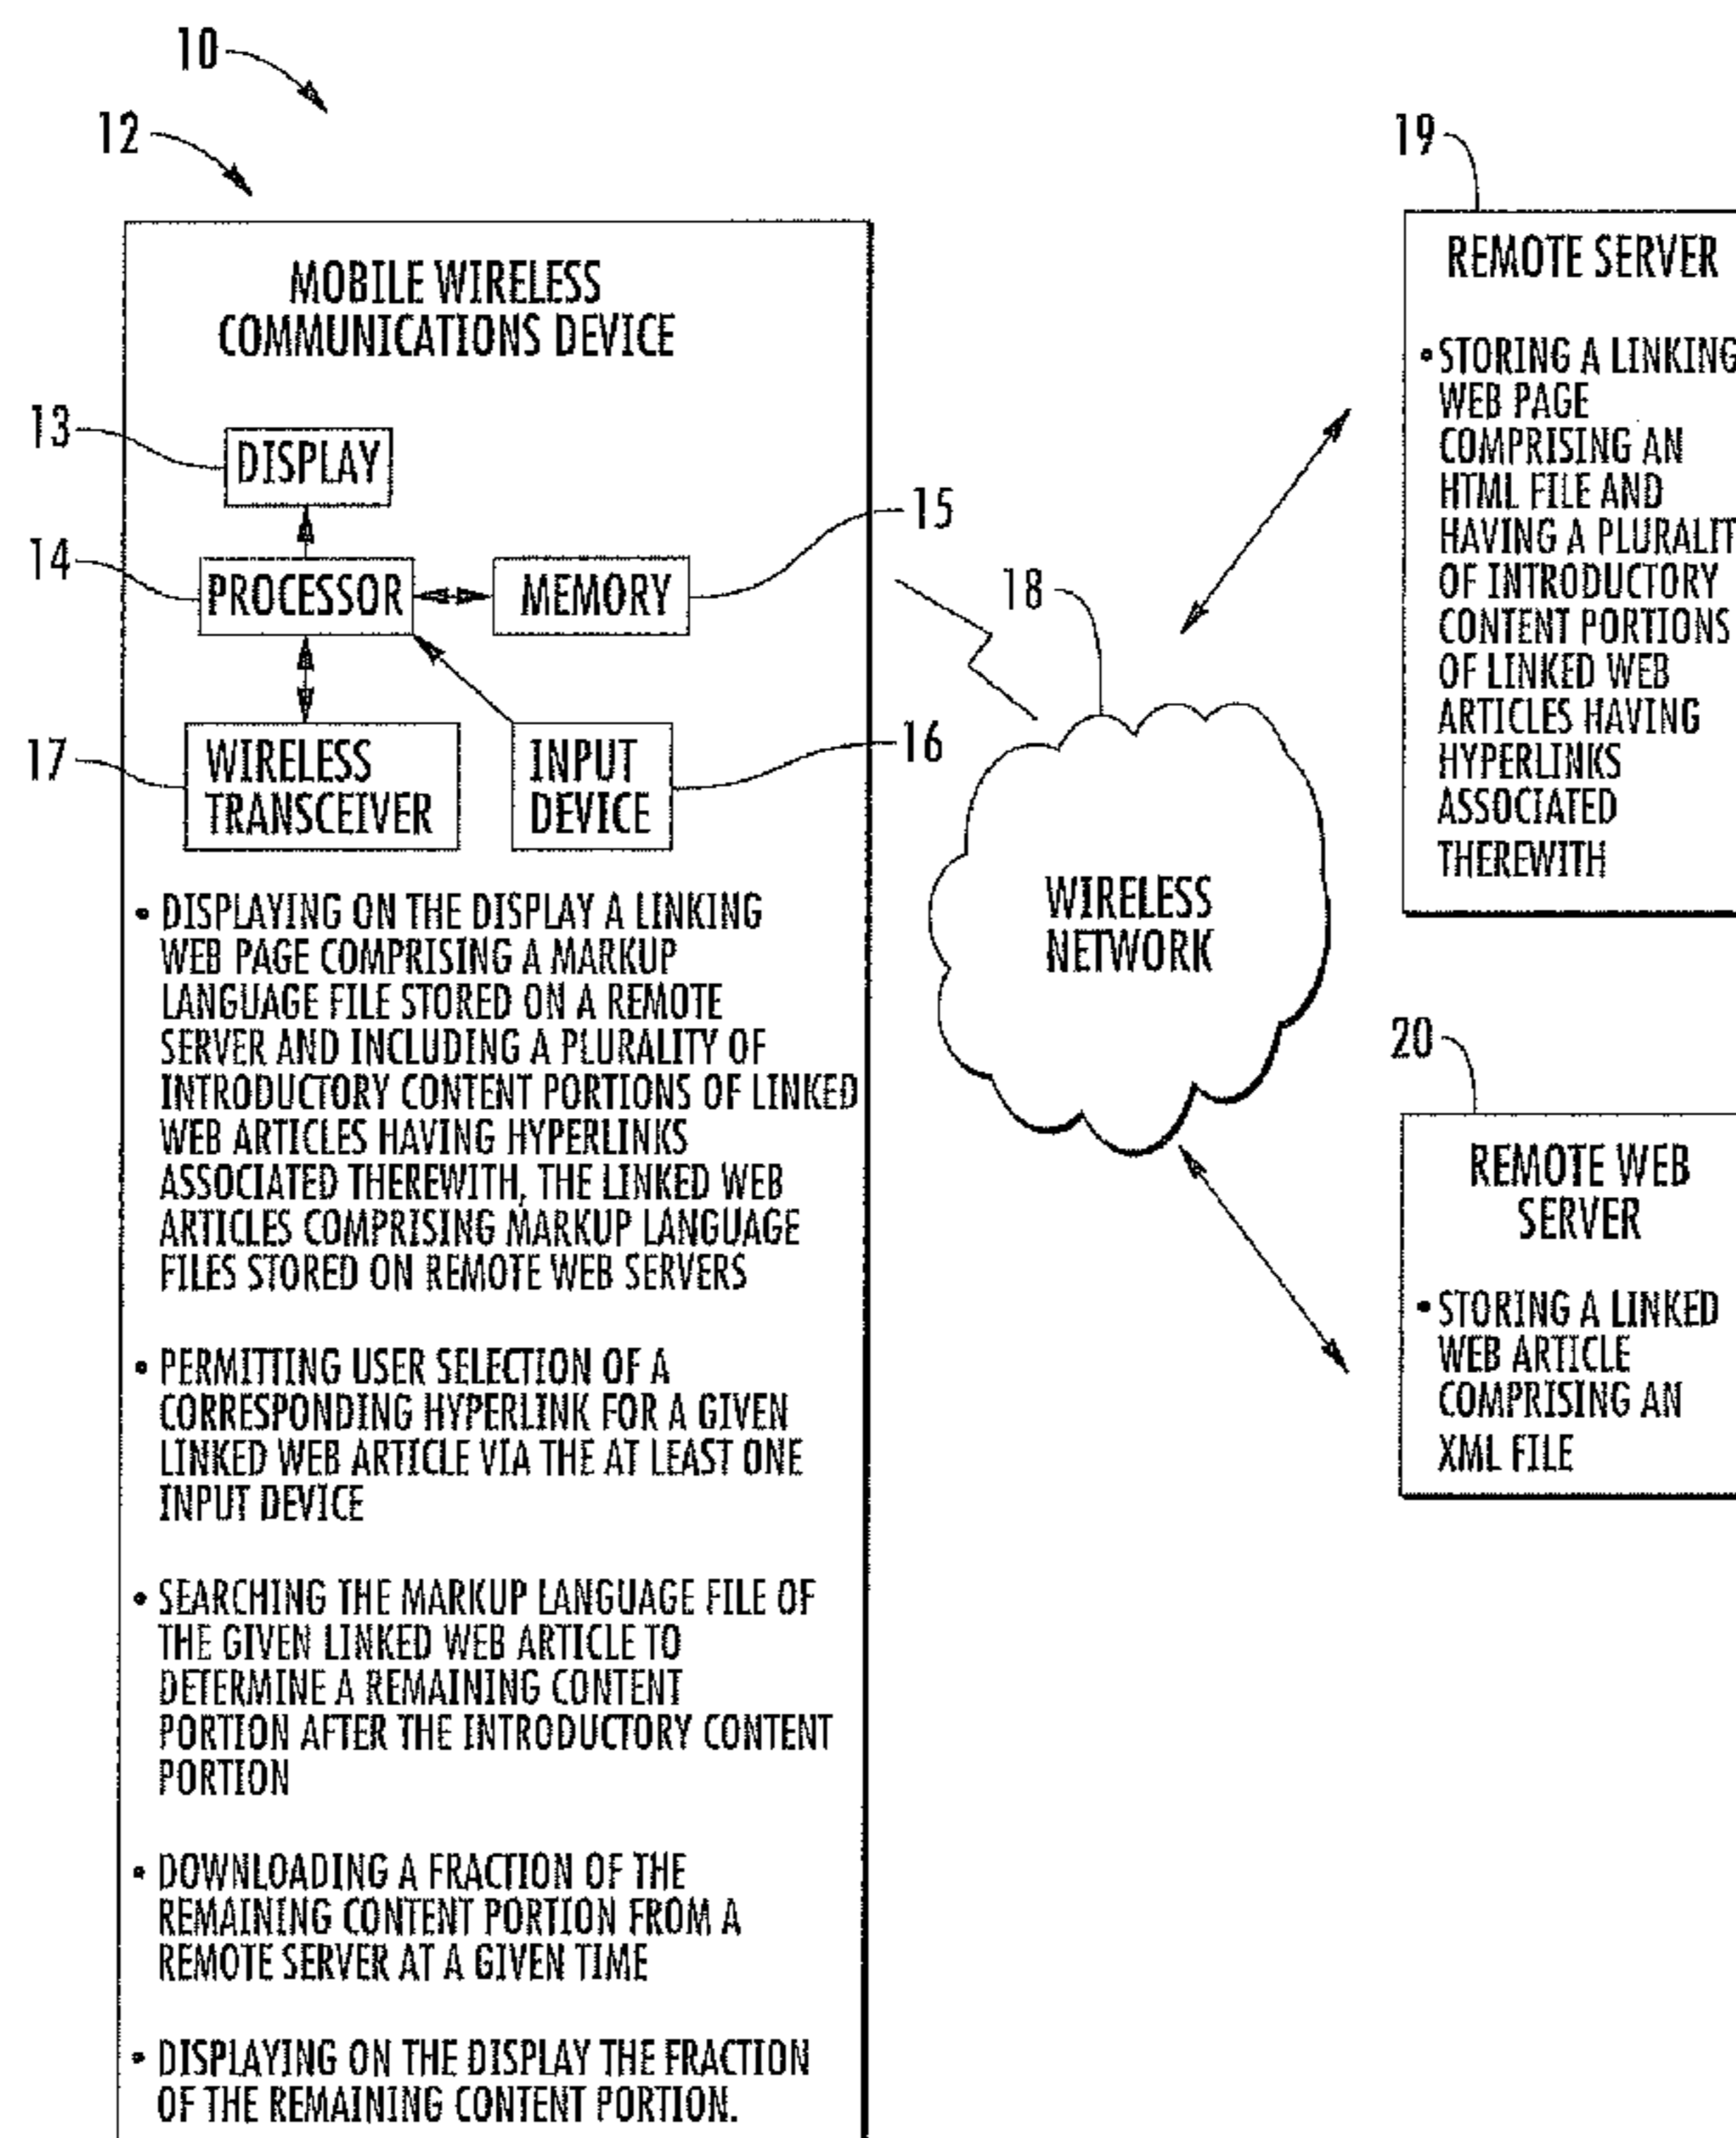 10
12
MOBILE WIRELESS
COMMUNICATIONS DEVICE
13
DISPLAY
15
14
PROCESSOR
MEMORY
17
WIRELESS
TRANSCEIVER
INPUT
DEVICE
16
• DISPLAYING ON THE DISPLAY A LINKING
WEB PAGE COMPRISING A MARKUP
LANGUAGE FILE STORED ON A REMOTE
SERVER AND INCLUDING A PLURALITY OF
INTRODUCTORY CONTENT PORTIONS OF LINKED
WEB ARTICLES HAVING HYPERLINKS
ASSOCIATED THEREWITH, THE LINKED WEB
ARTICLES COMPRISING MARKUP LANGUAGE
FILES STORED ON REMOTE WEB SERVERS
• PERMITTING USER SELECTION OF A
CORRESPONDING HYPERLINK FOR A GIVEN
LINKED WEB ARTICLE VIA THE AT LEAST ONE
INPUT DEVICE
• SEARCHING THE MARKUP LANGUAGE FILE OF
THE GIVEN LINKED WEB ARTICLE TO
DETERMINE A REMAINING CONTENT
PORTION AFTER THE INTRODUCTORY CONTENT
PORTION
• DOWNLOADING A FRACTION OF THE
REMAINING CONTENT PORTION FROM A
REMOTE SERVER AT A GIVEN TIME
• DISPLAYING ON THE DISPLAY THE FRACTION
OF THE REMAINING CONTENT PORTION.
18
WIRELESS
NETWORK
19
REMOTE SERVER
• STORING A LINKING
WEB PAGE
COMPRISING AN
HTML FILE AND
HAVING A PLURALIT
OF INTRODUCTORY
CONTENT PORTIONS
OF LINKED WEB
ARTICLES HAVING
HYPERLINKS
ASSOCIATED
THEREWITH
20
REMOTE WEB
SERVER
• STORING A LINKED
WEB ARTICLE
COMPRISING AN
XML FILE